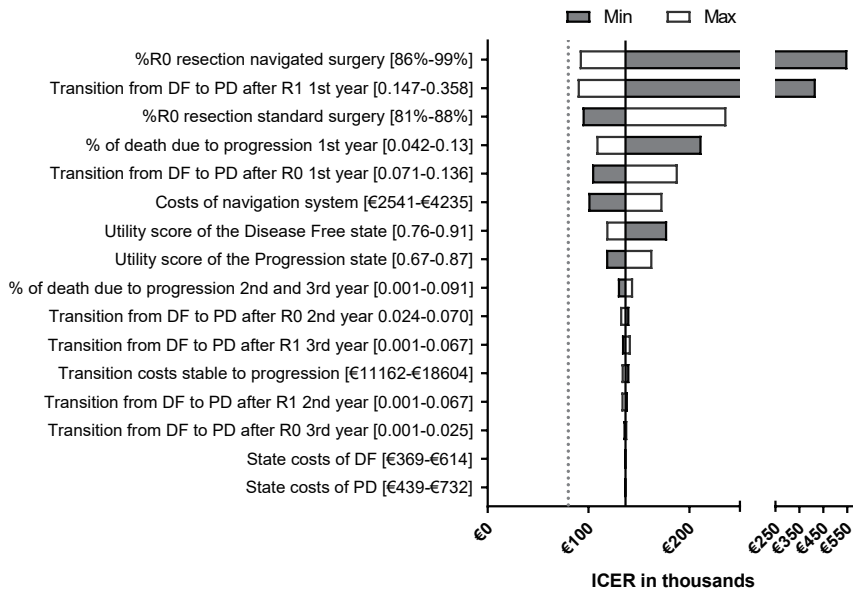 Min Max
%R0 resection navigated surgery [86%-99%]
Transition from DF to PD after R1 1st year [0.147-0.358]
%R0 resection standard surgery [81%-88%]
% of death due to progression 1st year [0.042-0.13]
Transition from DF to PD after R0 1st year [0.071-0.136]
Costs of navigation system [€2541-€4235]
Utility score of the Disease Free state [0.76-0.91]
Utility score of the Progression state [0.67-0.87]
% of death due to progression 2nd and 3rd year [0.001-0.091]
Transition from DF to PD after R0 2nd year 0.024-0.070]
Transition from DF to PD after R1 3rd year [0.001-0.067]
Transition costs stable to progression [€11162-€18604]
Transition from DF to PD after R1 2nd year [0.001-0.067]
Transition from DF to PD after R0 3rd year [0.001-0.025]
State costs of DF [€369-€614]
State costs of PD [€439-€732]
€0 €100 €200 €250 €350 €450 €550
ICER in thousands